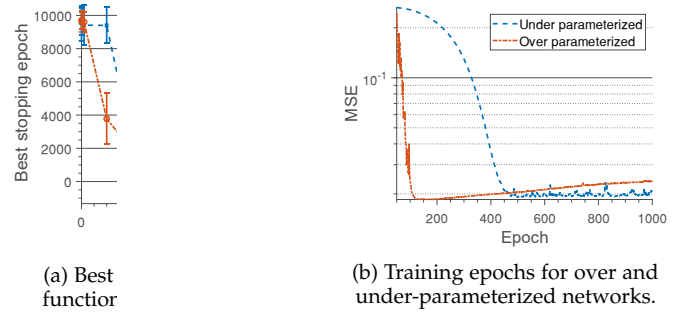 10000
8000
6000
4000
2000
0
Best stopping epoch
0
(a) Best
function
Under parameterized
Over parameterized
10-1
MSE
200 400 600 800 1000
Epoch
(b) Training epochs for over and
under-parameterized networks.